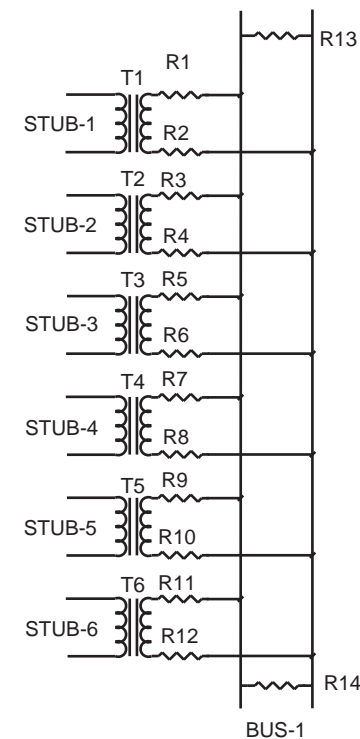 R13
R1
T1
STUB-1
R2
T2
R3
STUB-2
R4
T3
R5
STUB-3
R6
T4
R7
STUB-4
R8
T5
R9
STUB-5
R10
T6
R11
STUB-6
R12
R14
BUS-1